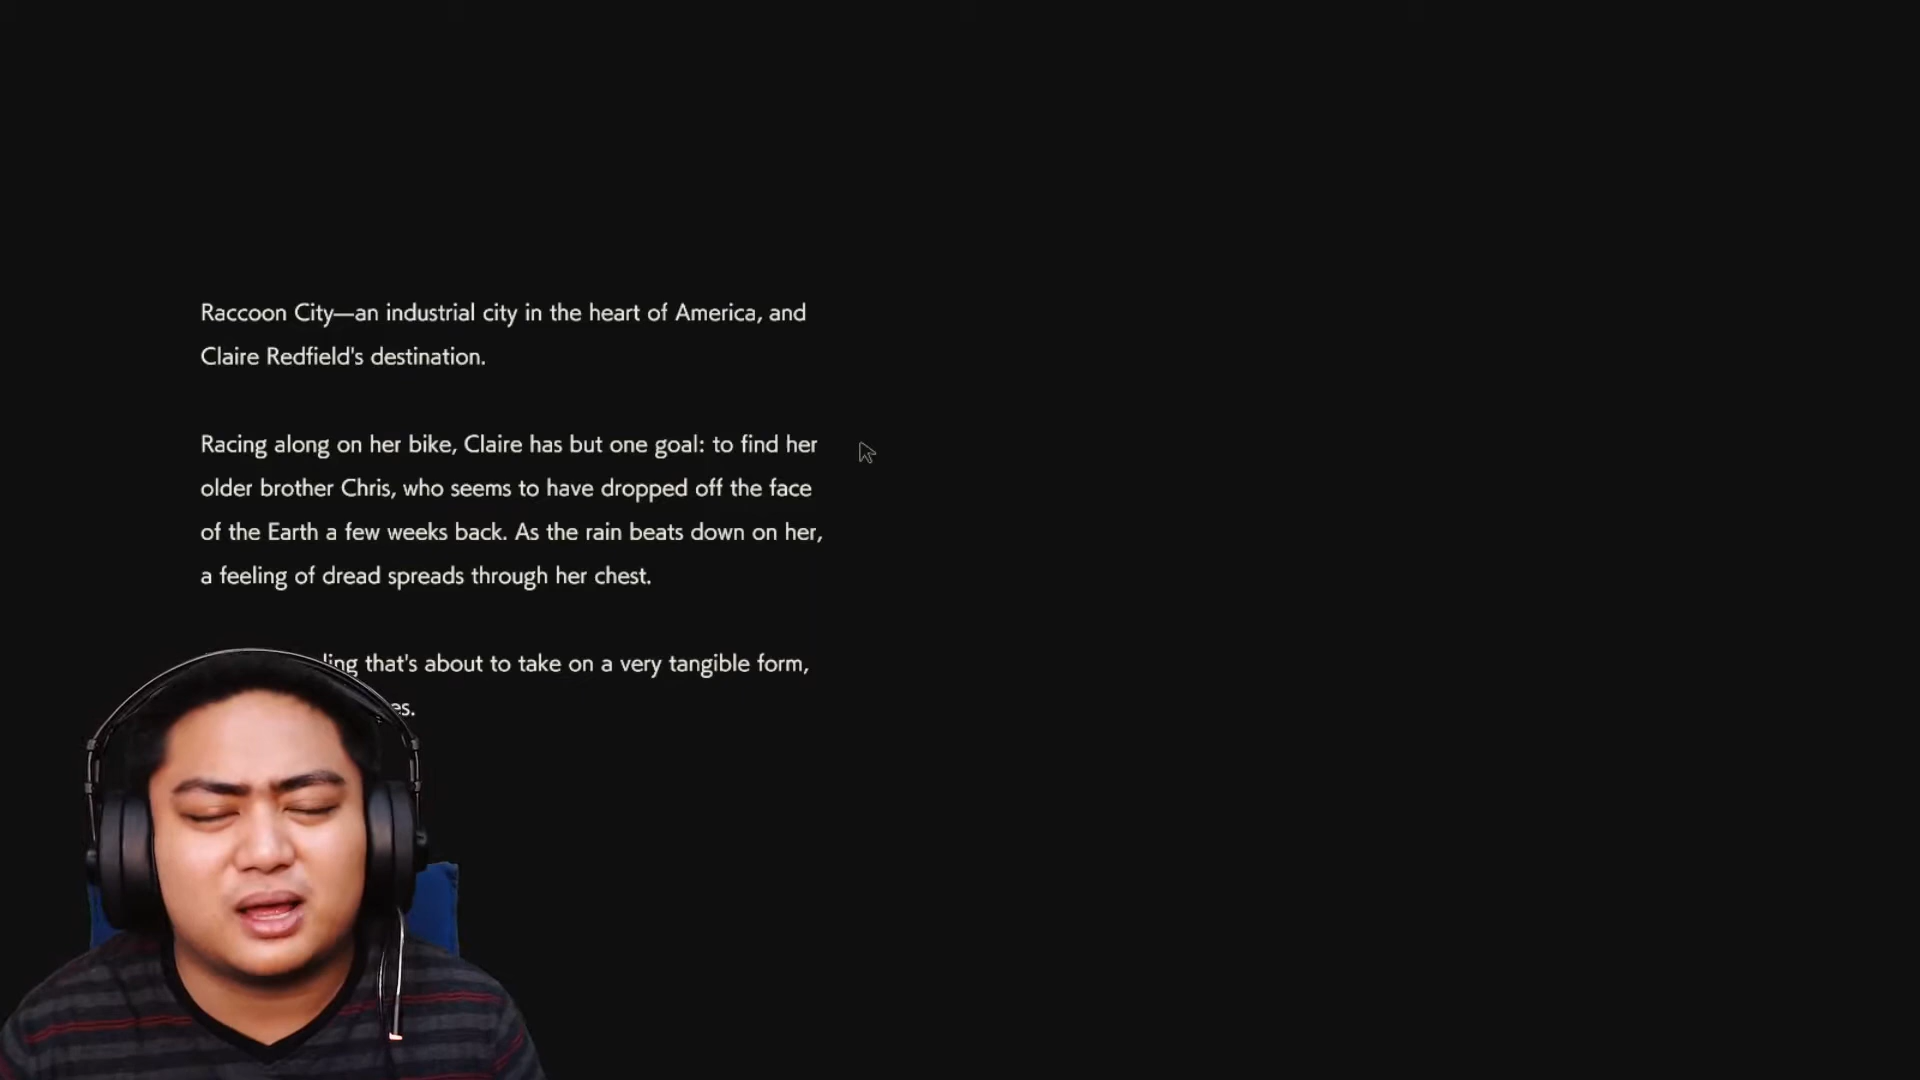 Raccoon City—an industrial city in the heart of America, and
Claire Redfield's destination.
Racing along on her bike, Claire has but one goal: to find her
older brother Chris, who seems to have dropped off the face
of the Earth a few weeks back. As the rain beats down on her,
a feeling of dread spreads through her chest.
that's about to take on a very tangible form,